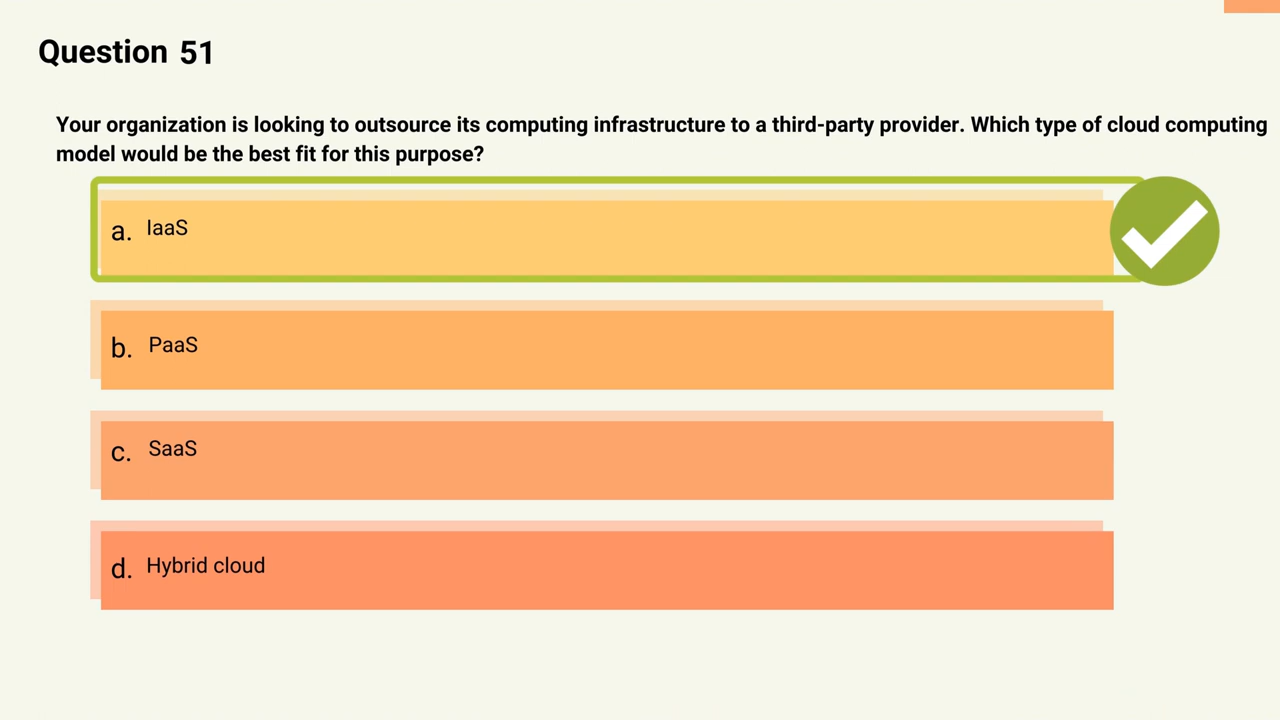 Question 51
Your organization is looking to outsource its computing infrastructure to a third-party provider. Which type of cloud computing
model would be the best fit for this purpose?
a. IaaS
b. PaaS
c. SaaS
d. Hybrid cloud